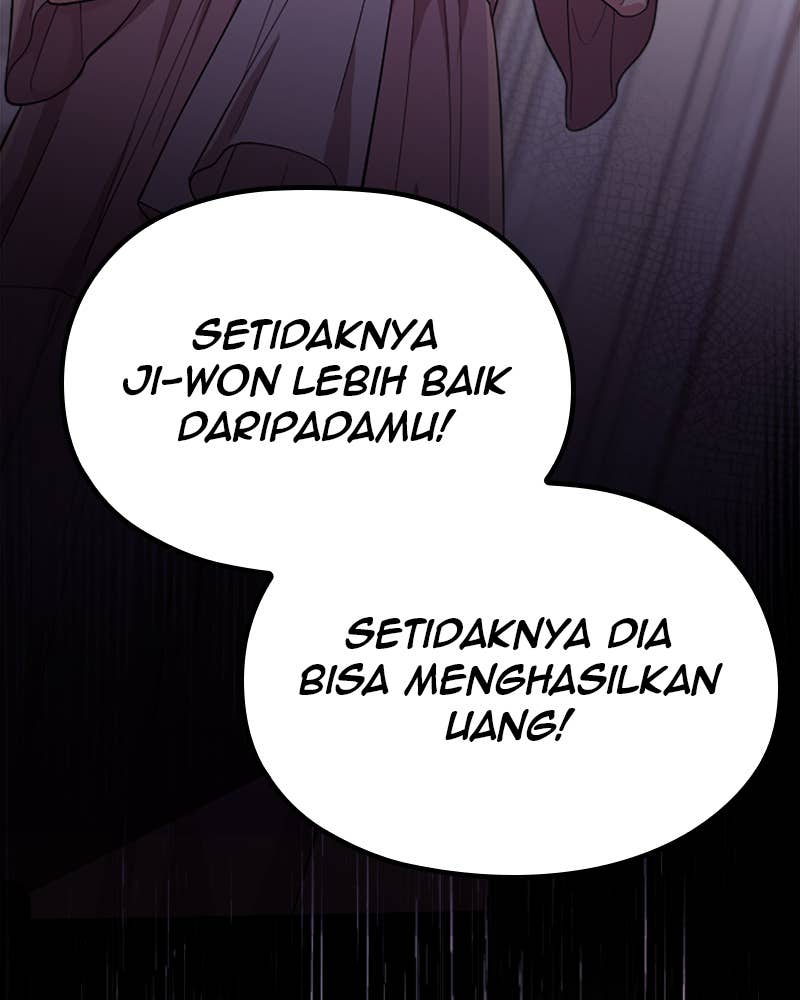 SETIDAKNYA
JI-WON LEBIH BAIK
DARIPADAMU!
SETIDAKNYA DIA
BISA MENGHASILKAN
UANG!